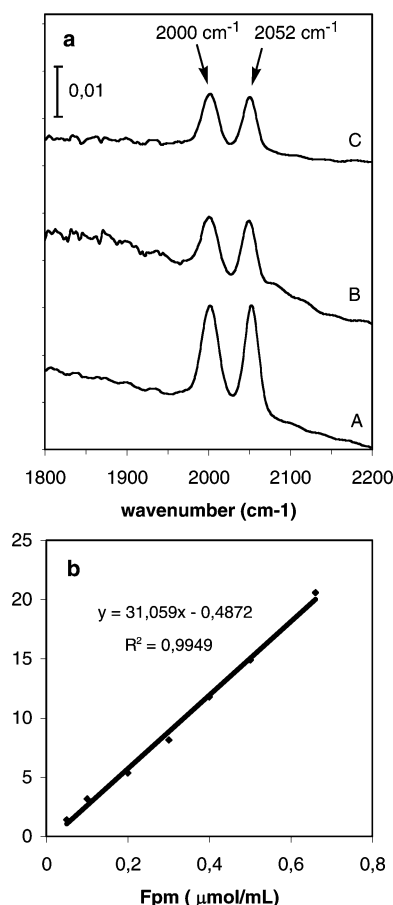 a
2000 cm-1 2052 cm-1
0,01
C
B
A
1800 1900 2000 2100 2200
wavenumber (cm-1)
b
25
20
15
10
5
0
y = 31,059x - 0,4872
R² = 0,9949
0 0,2 0,4 0,6 0,8
Fpm ( µmol/mL)